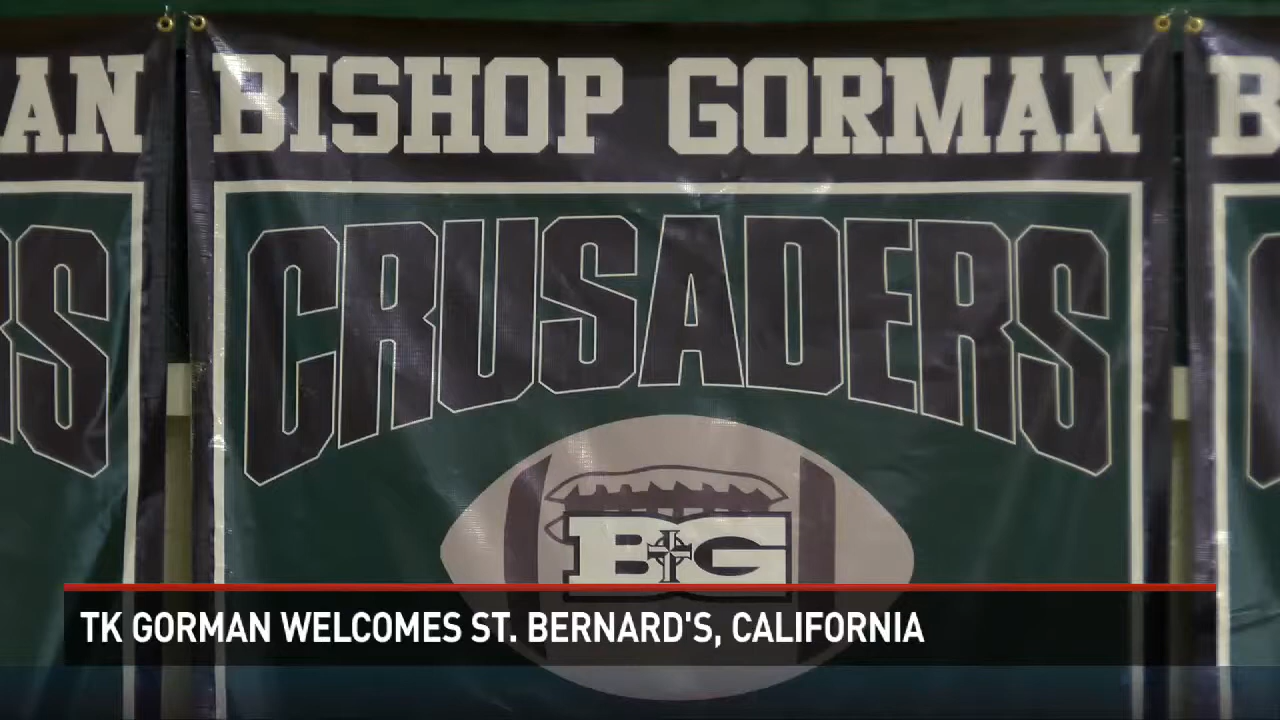 AN BISHOP GORMAN B
RS CRUSADERS C
BG
TK GORMAN WELCOMES ST. BERNARD'S, CALIFORNIA